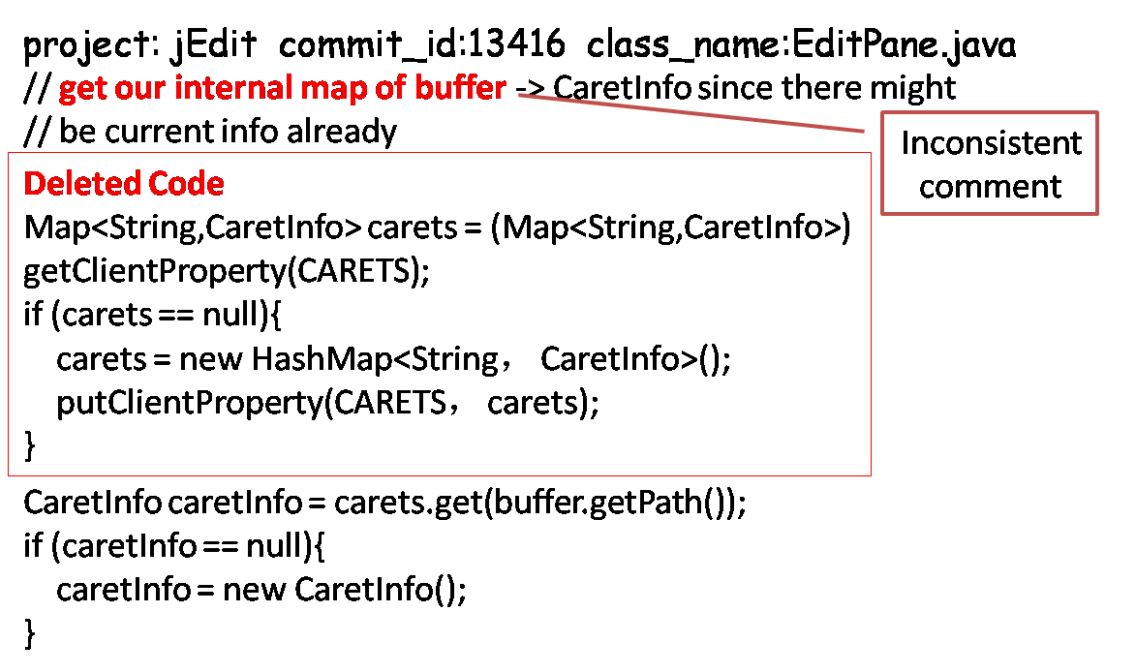 project: jEdit commit_id:13416 class_name:EditPane.java
// get our internal map of buffer -> CaretInfo since there might
// be current info already
Inconsistent
comment
Deleted Code
Map<String,CaretInfo> carets = (Map<String,CaretInfo>)
getClientProperty(CARETS);
if (carets == null){
carets = new HashMap<String， CaretInfo>();
putClientProperty(CARETS， carets);
}
CaretInfo caretInfo = carets.get(buffer.getPath());
if (caretInfo == null){
caretInfo = new CaretInfo();
}